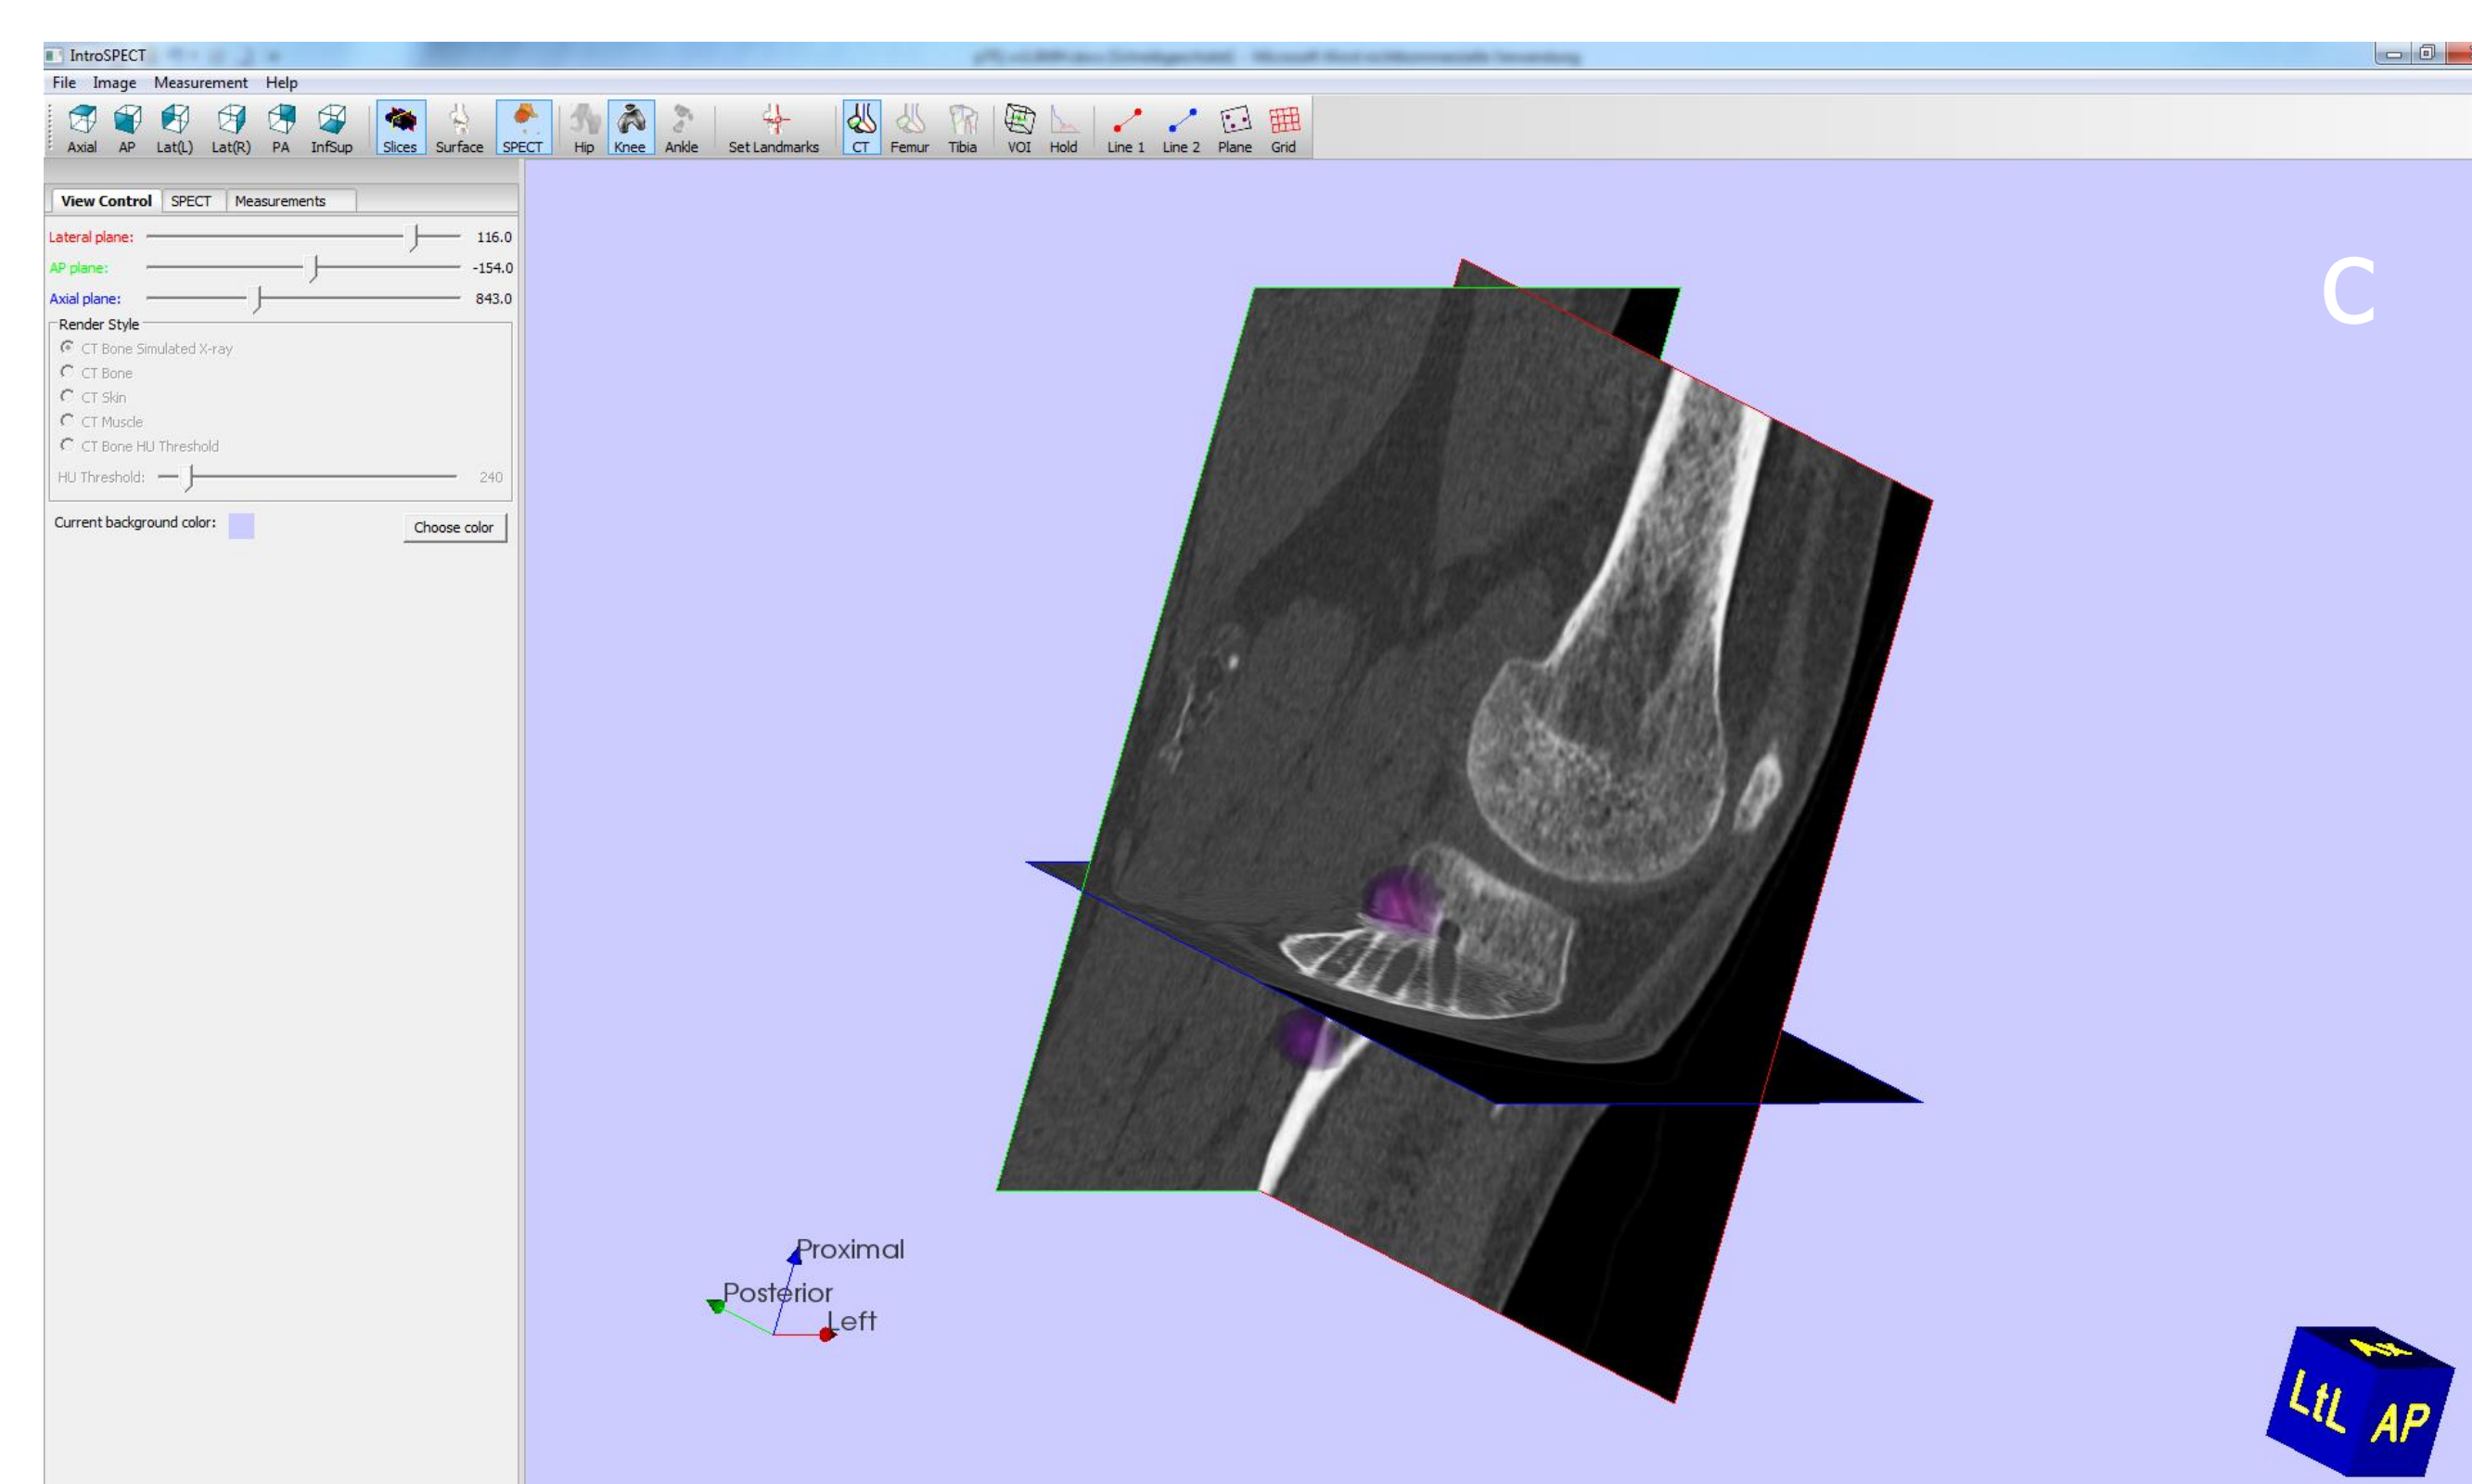 IntroSPECT
File Image Measurement Help
Axial AP Lat(L) Lat(R) PA InfSup Slices Surface SPECT Hip Knee Ankle Set Landmarks CT Femur Tibia VOI Hold Line 1 Line 2 Plane Grid
View Control SPECT Measurements
Lateral plane: 116.0
AP plane: -154.0
Axial plane: 843.0
Render Style
CT Bone Simulated X-ray
CT Bone
CT Skin
CT Muscle
CT Bone HU Threshold
HU Threshold: 240
Current background color: Choose color
C
Proximal
Posterior
Left
LtL AP